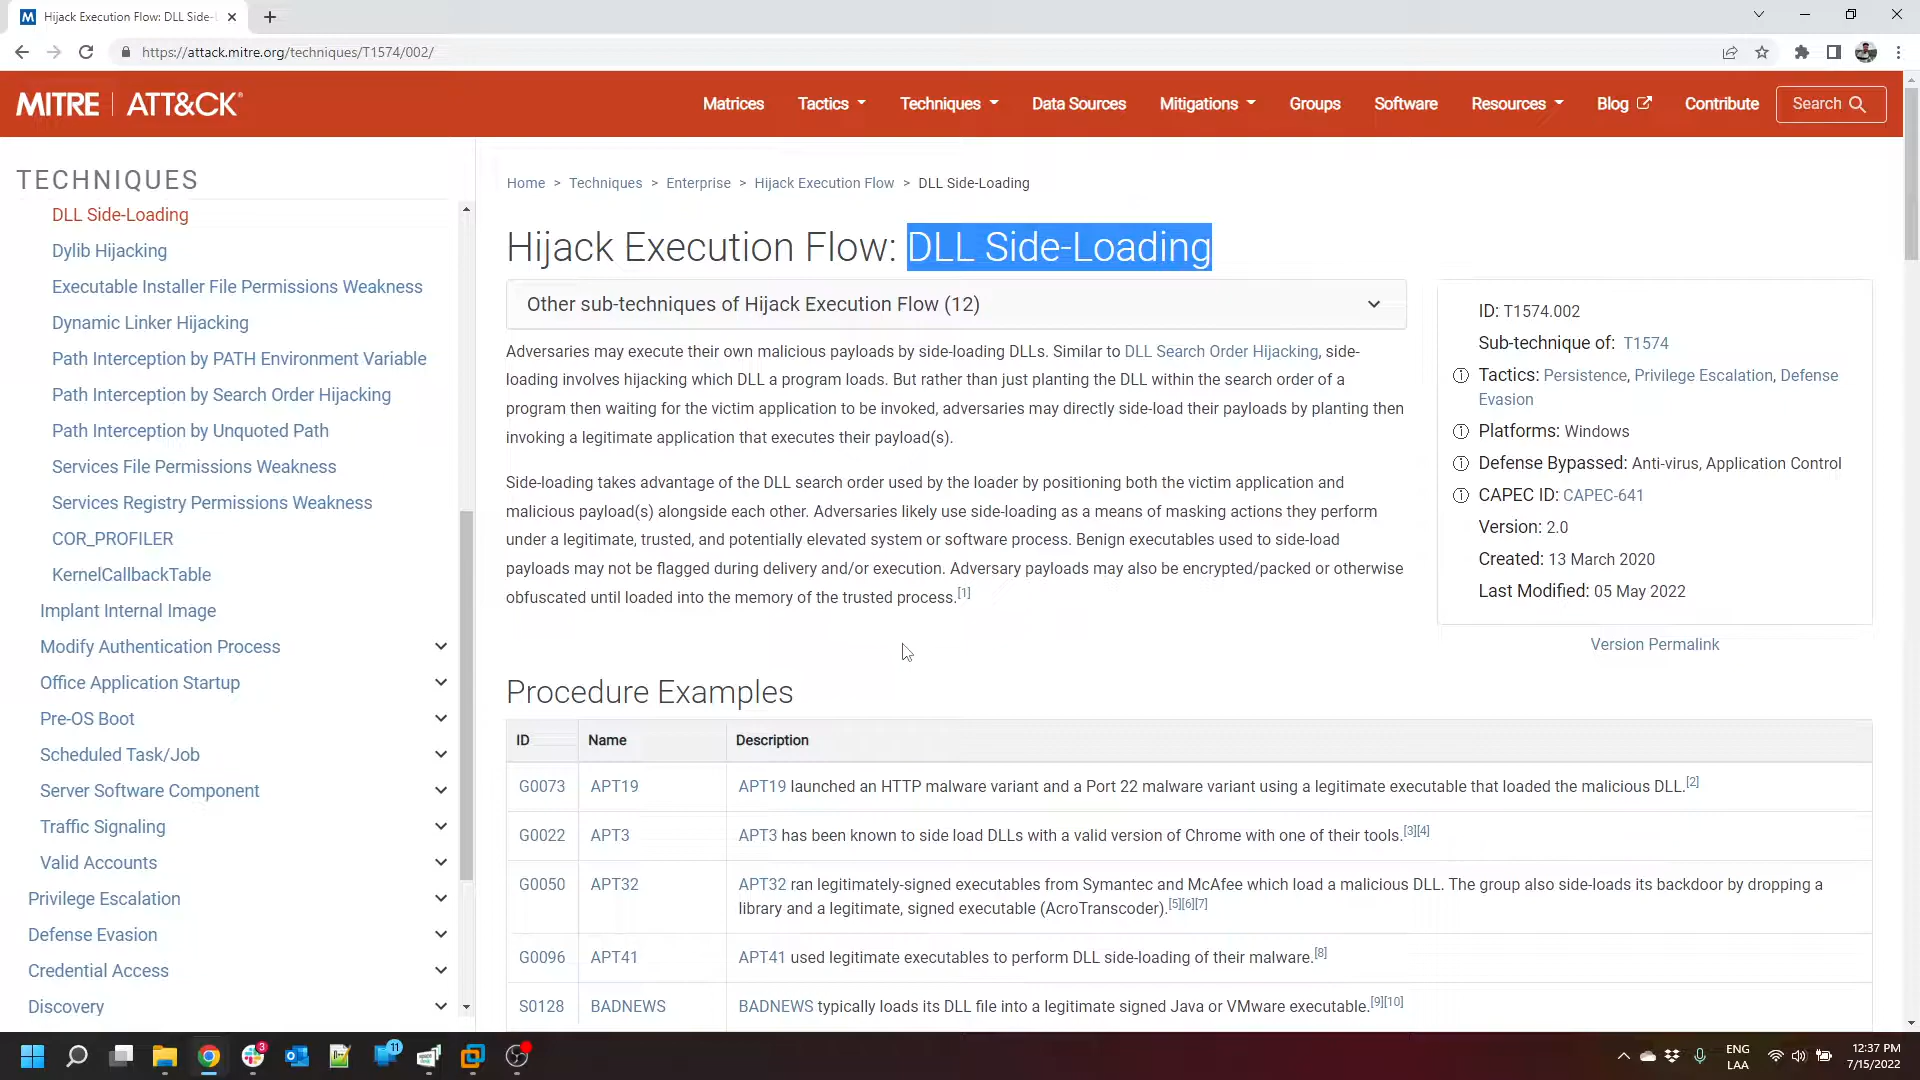 Hijack Execution Flow: DLL Side-L
https://attack.mitre.org/techniques/T1574/002/
MITRE | ATT&CK®
Matrices
Tactics
Techniques
Data Sources
Mitigations
Groups
Software
Resources
Blog
Contribute
Search
TECHNIQUES
DLL Side-Loading
Dylib Hijacking
Executable Installer File Permissions Weakness
Dynamic Linker Hijacking
Path Interception by PATH Environment Variable
Path Interception by Search Order Hijacking
Path Interception by Unquoted Path
Services File Permissions Weakness
Services Registry Permissions Weakness
COR_PROFILER
KernelCallbackTable
Implant Internal Image
Modify Authentication Process
Office Application Startup
Pre-OS Boot
Scheduled Task/Job
Server Software Component
Traffic Signaling
Valid Accounts
Privilege Escalation
Defense Evasion
Credential Access
Discovery
Home > Techniques > Enterprise > Hijack Execution Flow > DLL Side-Loading
Hijack Execution Flow: DLL Side-Loading
Other sub-techniques of Hijack Execution Flow (12)
Adversaries may execute their own malicious payloads by side-loading DLLs. Similar to DLL Search Order Hijacking, side-
loading involves hijacking which DLL a program loads. But rather than just planting the DLL within the search order of a
program then waiting for the victim application to be invoked, adversaries may directly side-load their payloads by planting then
invoking a legitimate application that executes their payload(s).
Side-loading takes advantage of the DLL search order used by the loader by positioning both the victim application and
malicious payload(s) alongside each other. Adversaries likely use side-loading as a means of masking actions they perform
under a legitimate, trusted, and potentially elevated system or software process. Benign executables used to side-load
payloads may not be flagged during delivery and/or execution. Adversary payloads may also be encrypted/packed or otherwise
obfuscated until loaded into the memory of the trusted process.[1]
ID: T1574.002
Sub-technique of: T1574
Tactics: Persistence, Privilege Escalation, Defense
Evasion
Platforms: Windows
Defense Bypassed: Anti-virus, Application Control
CAPEC ID: CAPEC-641
Version: 2.0
Created: 13 March 2020
Last Modified: 05 May 2022
Version Permalink
Procedure Examples
ID Name Description
G0073 APT19 APT19 launched an HTTP malware variant and a Port 22 malware variant using a legitimate executable that loaded the malicious DLL.[2]
G0022 APT3 APT3 has been known to side load DLLs with a valid version of Chrome with one of their tools.[3][4]
G0050 APT32 APT32 ran legitimately-signed executables from Symantec and McAfee which load a malicious DLL. The group also side-loads its backdoor by dropping a
library and a legitimate, signed executable (AcroTranscoder).[5][6][7]
G0096 APT41 APT41 used legitimate executables to perform DLL side-loading of their malware.[8]
S0128 BADNEWS BADNEWS typically loads its DLL file into a legitimate signed Java or VMware executable.[9][10]
3
11
ENG
LAA
12:37 PM
7/15/2022